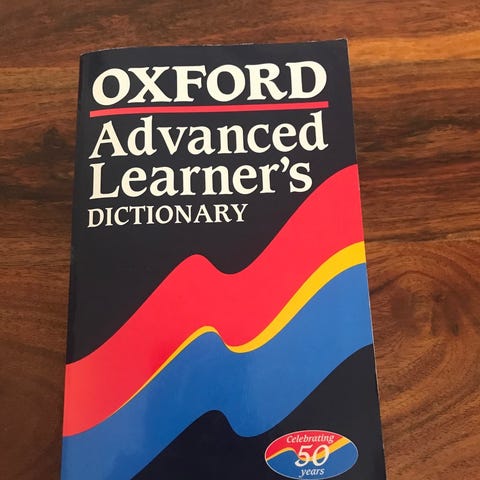 OXFORD
Advanced
Learner's
DICTIONARY
Celebrating
50
years